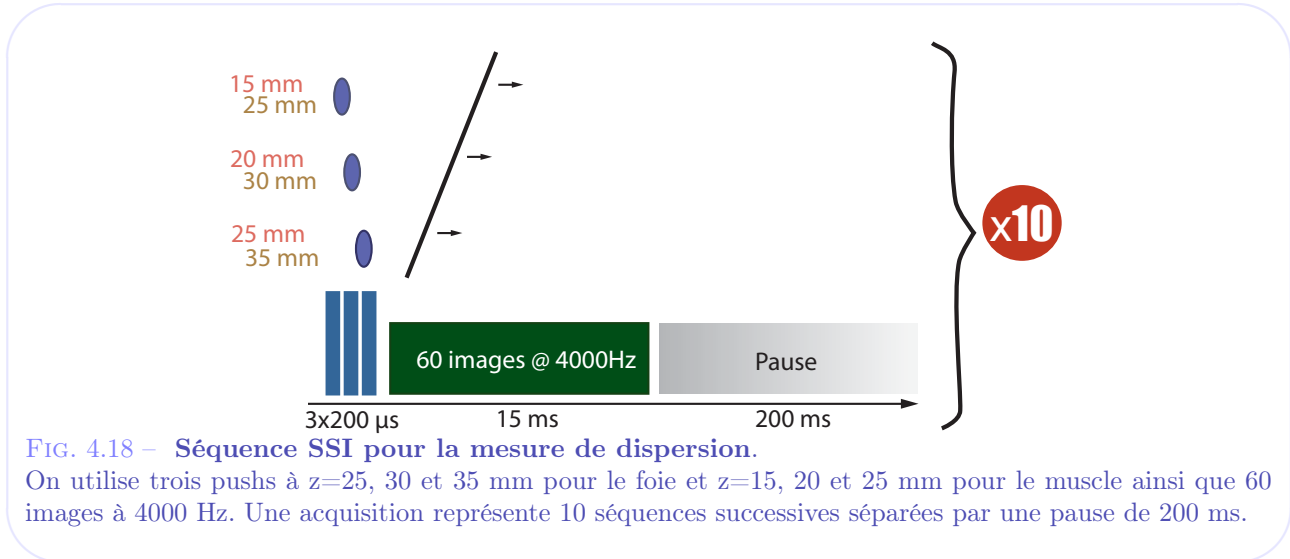 15 mm
25 mm
20 mm
30 mm
25 mm
35 mm
x10
60 images @ 4000Hz
Pause
3x200 µs
15 ms
200 ms
FIG. 4.18 – Séquence SSI pour la mesure de dispersion.
On utilise trois pushs à z=25, 30 et 35 mm pour le foie et z=15, 20 et 25 mm pour le muscle ainsi que 60
images à 4000 Hz. Une acquisition représente 10 séquences successives séparées par une pause de 200 ms.